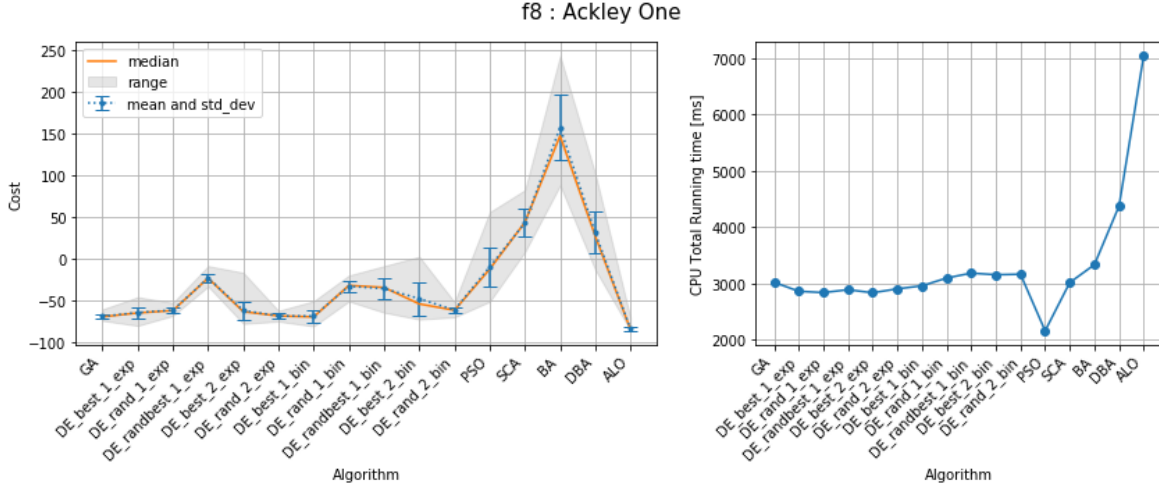 f8 : Ackley One
250
200
150
100
50
0
−50
−100
Cost
median
range
mean and std_dev
GA
DE_best_1_exp
DE_rand_1_exp
DE_randbest_1_exp
DE_best_2_exp
DE_rand_2_exp
DE_best_1_bin
DE_rand_1_bin
DE_randbest_1_bin
DE_best_2_bin
DE_rand_2_bin
PSO
SCA
BA
DBA
ALO
Algorithm
7000
6000
5000
4000
3000
2000
CPU Total Running time [ms]
GA
DE_best_1_exp
DE_rand_1_exp
DE_randbest_1_exp
DE_best_2_exp
DE_rand_2_exp
DE_best_1_bin
DE_rand_1_bin
DE_randbest_1_bin
DE_best_2_bin
DE_rand_2_bin
PSO
SCA
BA
DBA
ALO
Algorithm